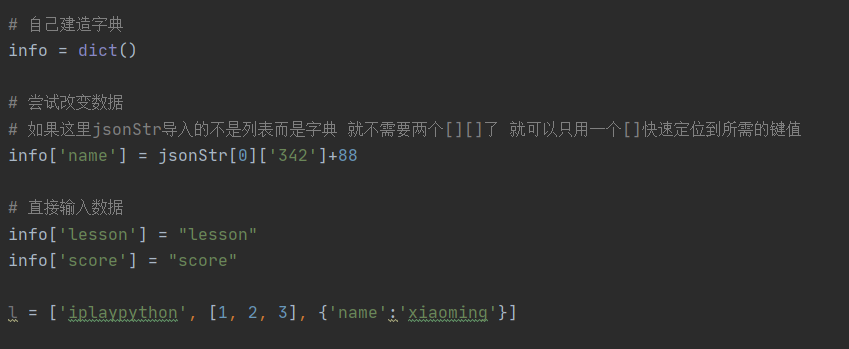 # 自己建造字典
info = dict()
# 尝试改变数据
# 如果这里jsonStr导入的不是列表而是字典 就不需要两个[][]了 就可以只用一个[]快速定位到所需的键值
info['name'] = jsonStr[0]['342']+88
# 直接输入数据
info['lesson'] = "lesson"
info['score'] = "score"
l = ['iplaypython', [1, 2, 3], {'name':'xiaoming'}]